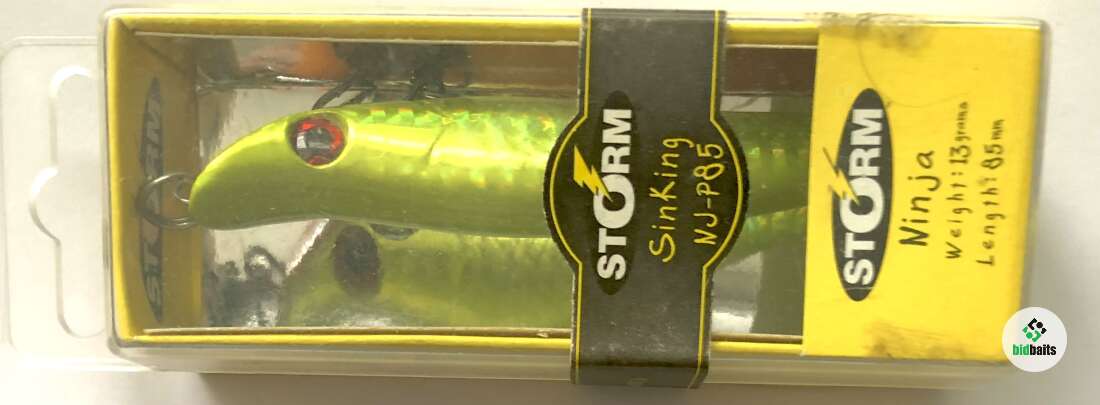 STORM
STORM
Sinking
NJ-P85
STORM
Ninja
Weight: 13grams
Length: 85mm
bidbaits